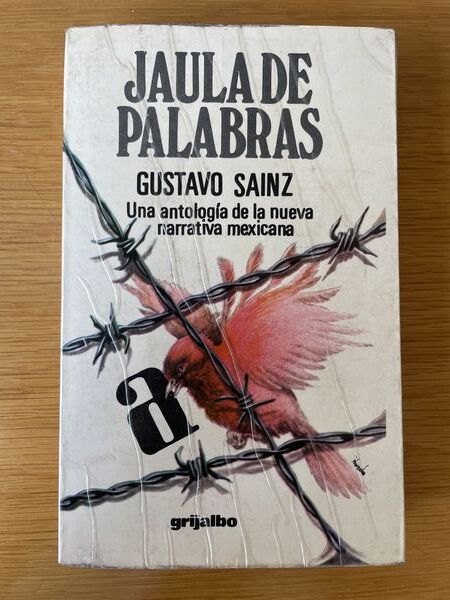 JAULA DE
PALABRAS
GUSTAVO SAINZ
Una antología de la nueva
narrativa mexicana
a
grijalbo